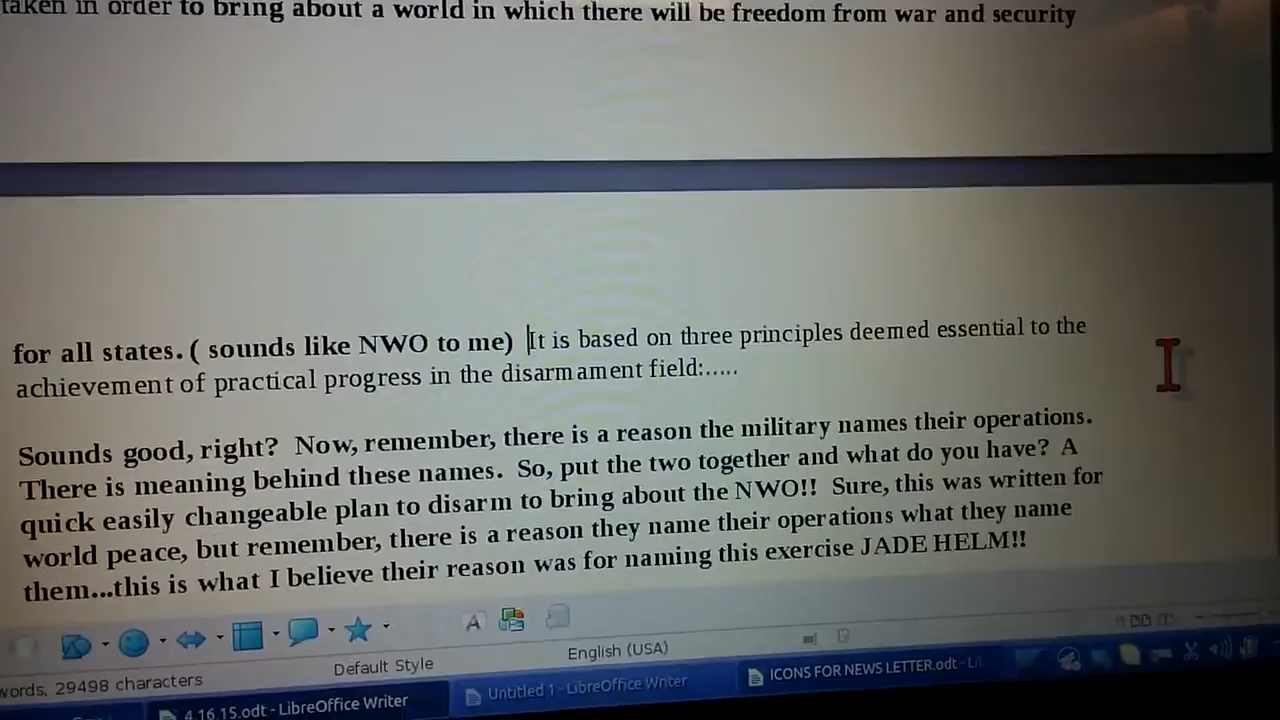 taken in order to bring about a world in which there will be freedom from war and security
for all states. ( sounds like NWO to me) It is based on three principles deemed essential to the
achievement of practical progress in the disarmament field:.....
Sounds good, right? Now, remember, there is a reason the military names their operations.
There is meaning behind these names. So, put the two together and what do you have? A
quick easily changeable plan to disarm to bring about the NWO!! Sure, this was written for
world peace, but remember, there is a reason they name their operations what they name
them...this is what I believe their reason was for naming this exercise JADE HELM!!
A
Default Style
English (USA)
words, 29498 characters
4.16.15.odt - LibreOffice Writer
Untitled 1 - LibreOffice Writer
ICONS FOR NEWS LETTER.odt - Li